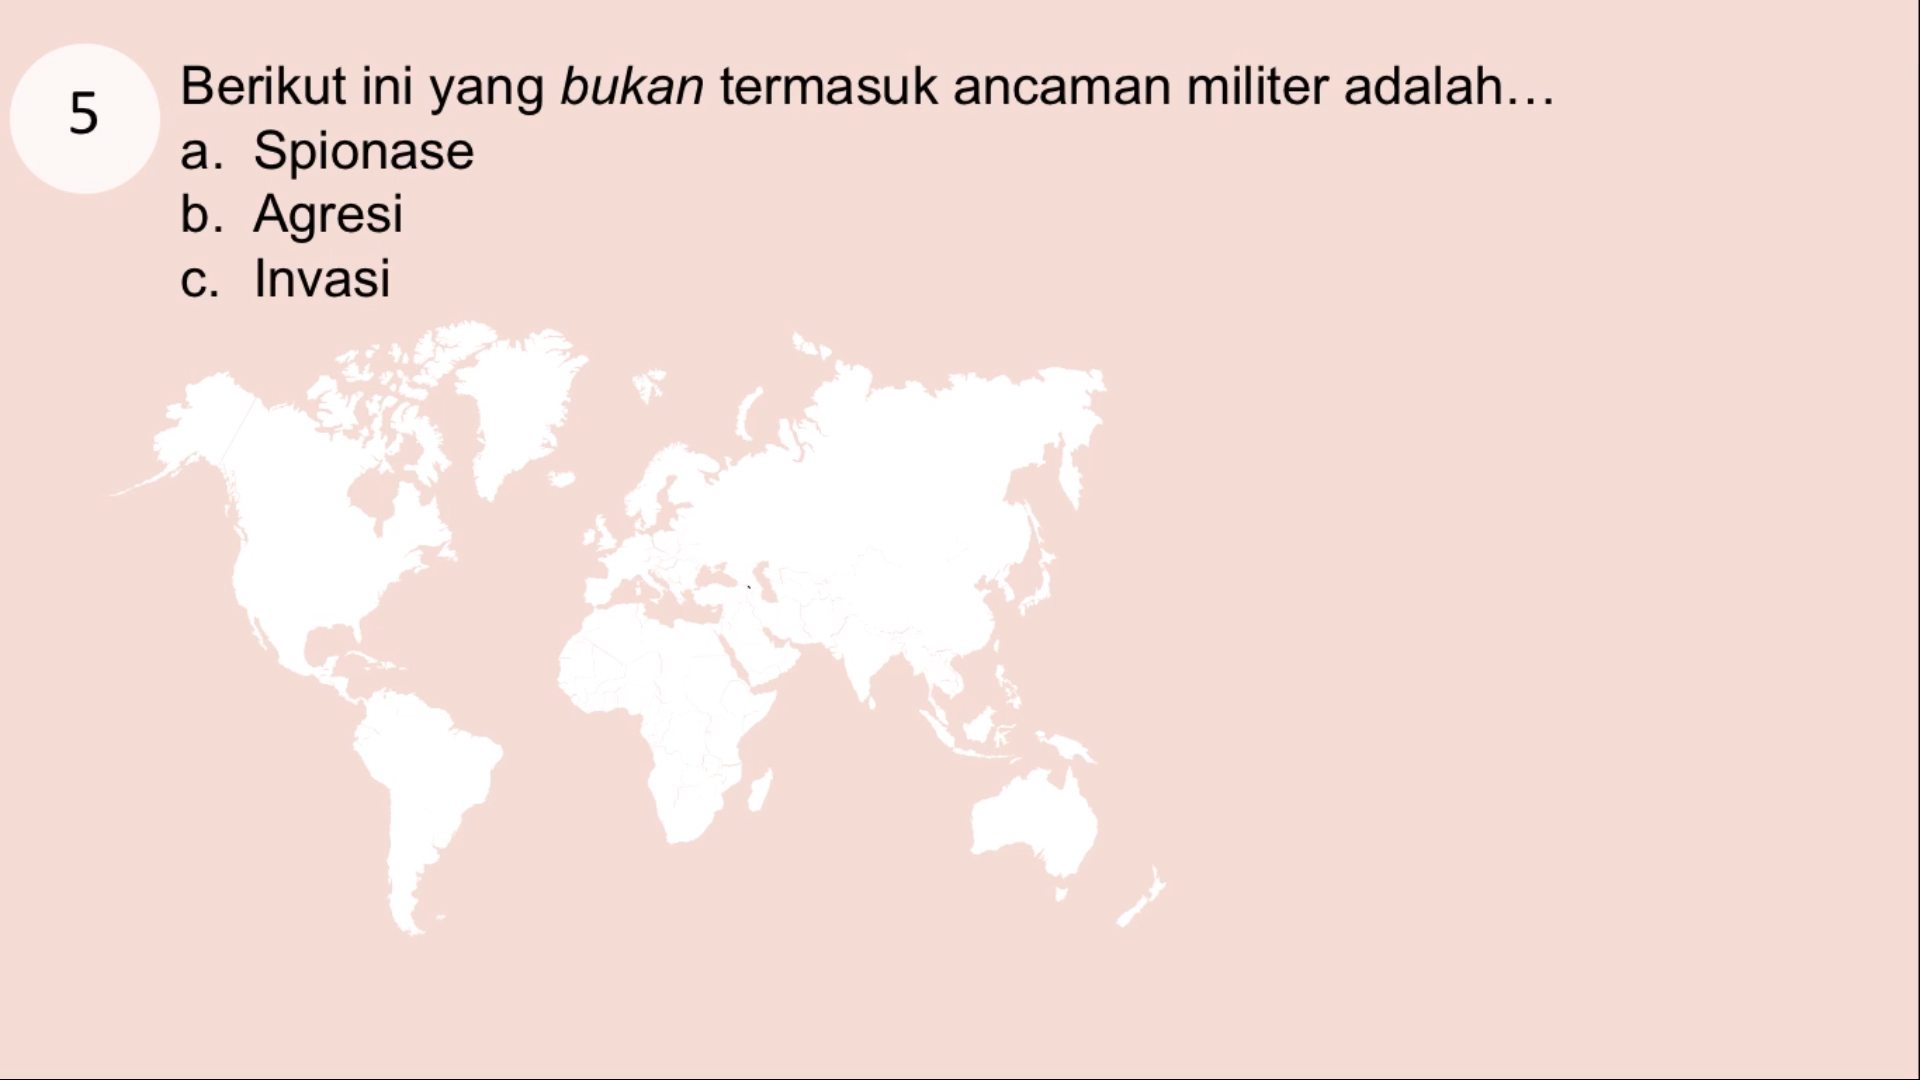 5
Berikut ini yang bukan termasuk ancaman militer adalah…
a. Spionase
b. Agresi
c. Invasi